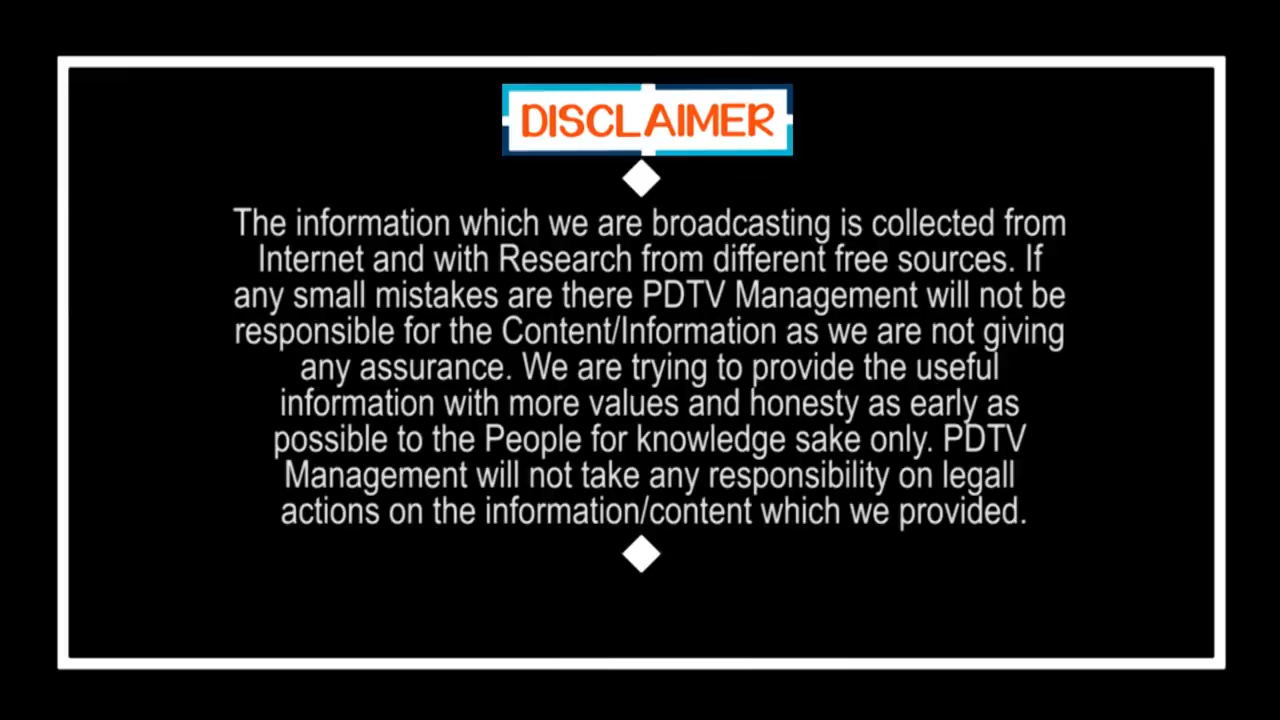 DISCLAIMER
The information which we are broadcasting is collected from
Internet and with Research from different free sources. If
any small mistakes are there PDTV Management will not be
responsible for the Content/Information as we are not giving
any assurance. We are trying to provide the useful
information with more values and honesty as early as
possible to the People for knowledge sake only. PDTV
Management will not take any responsibility on legall
actions on the information/content which we provided.